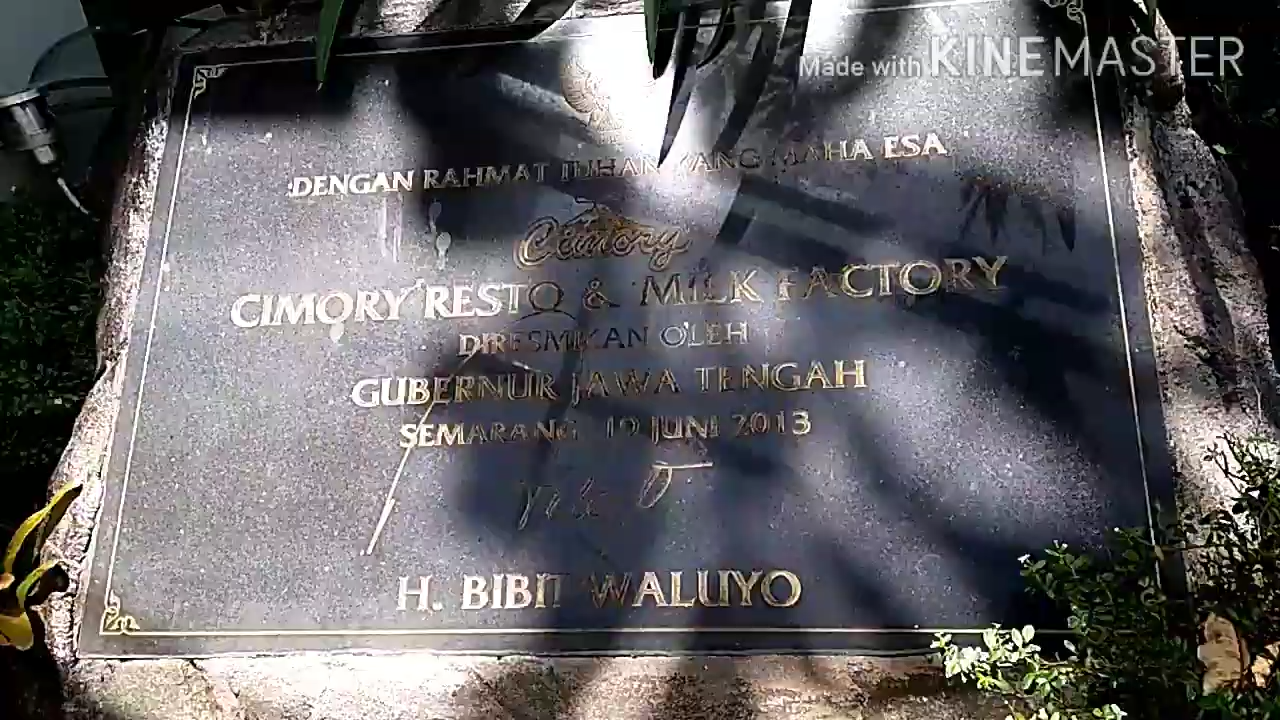 Made with KINEMASTER
DENGAN RAHMAT TUHAN YANG MAHA ESA
Cimory
CIMORY RESTO & MILK FACTORY
DIRESMIKAN OLEH
GUBERNUR JAWA TENGAH
SEMARANG, 19 JUNI 2013
H. BIBIT WALUYO